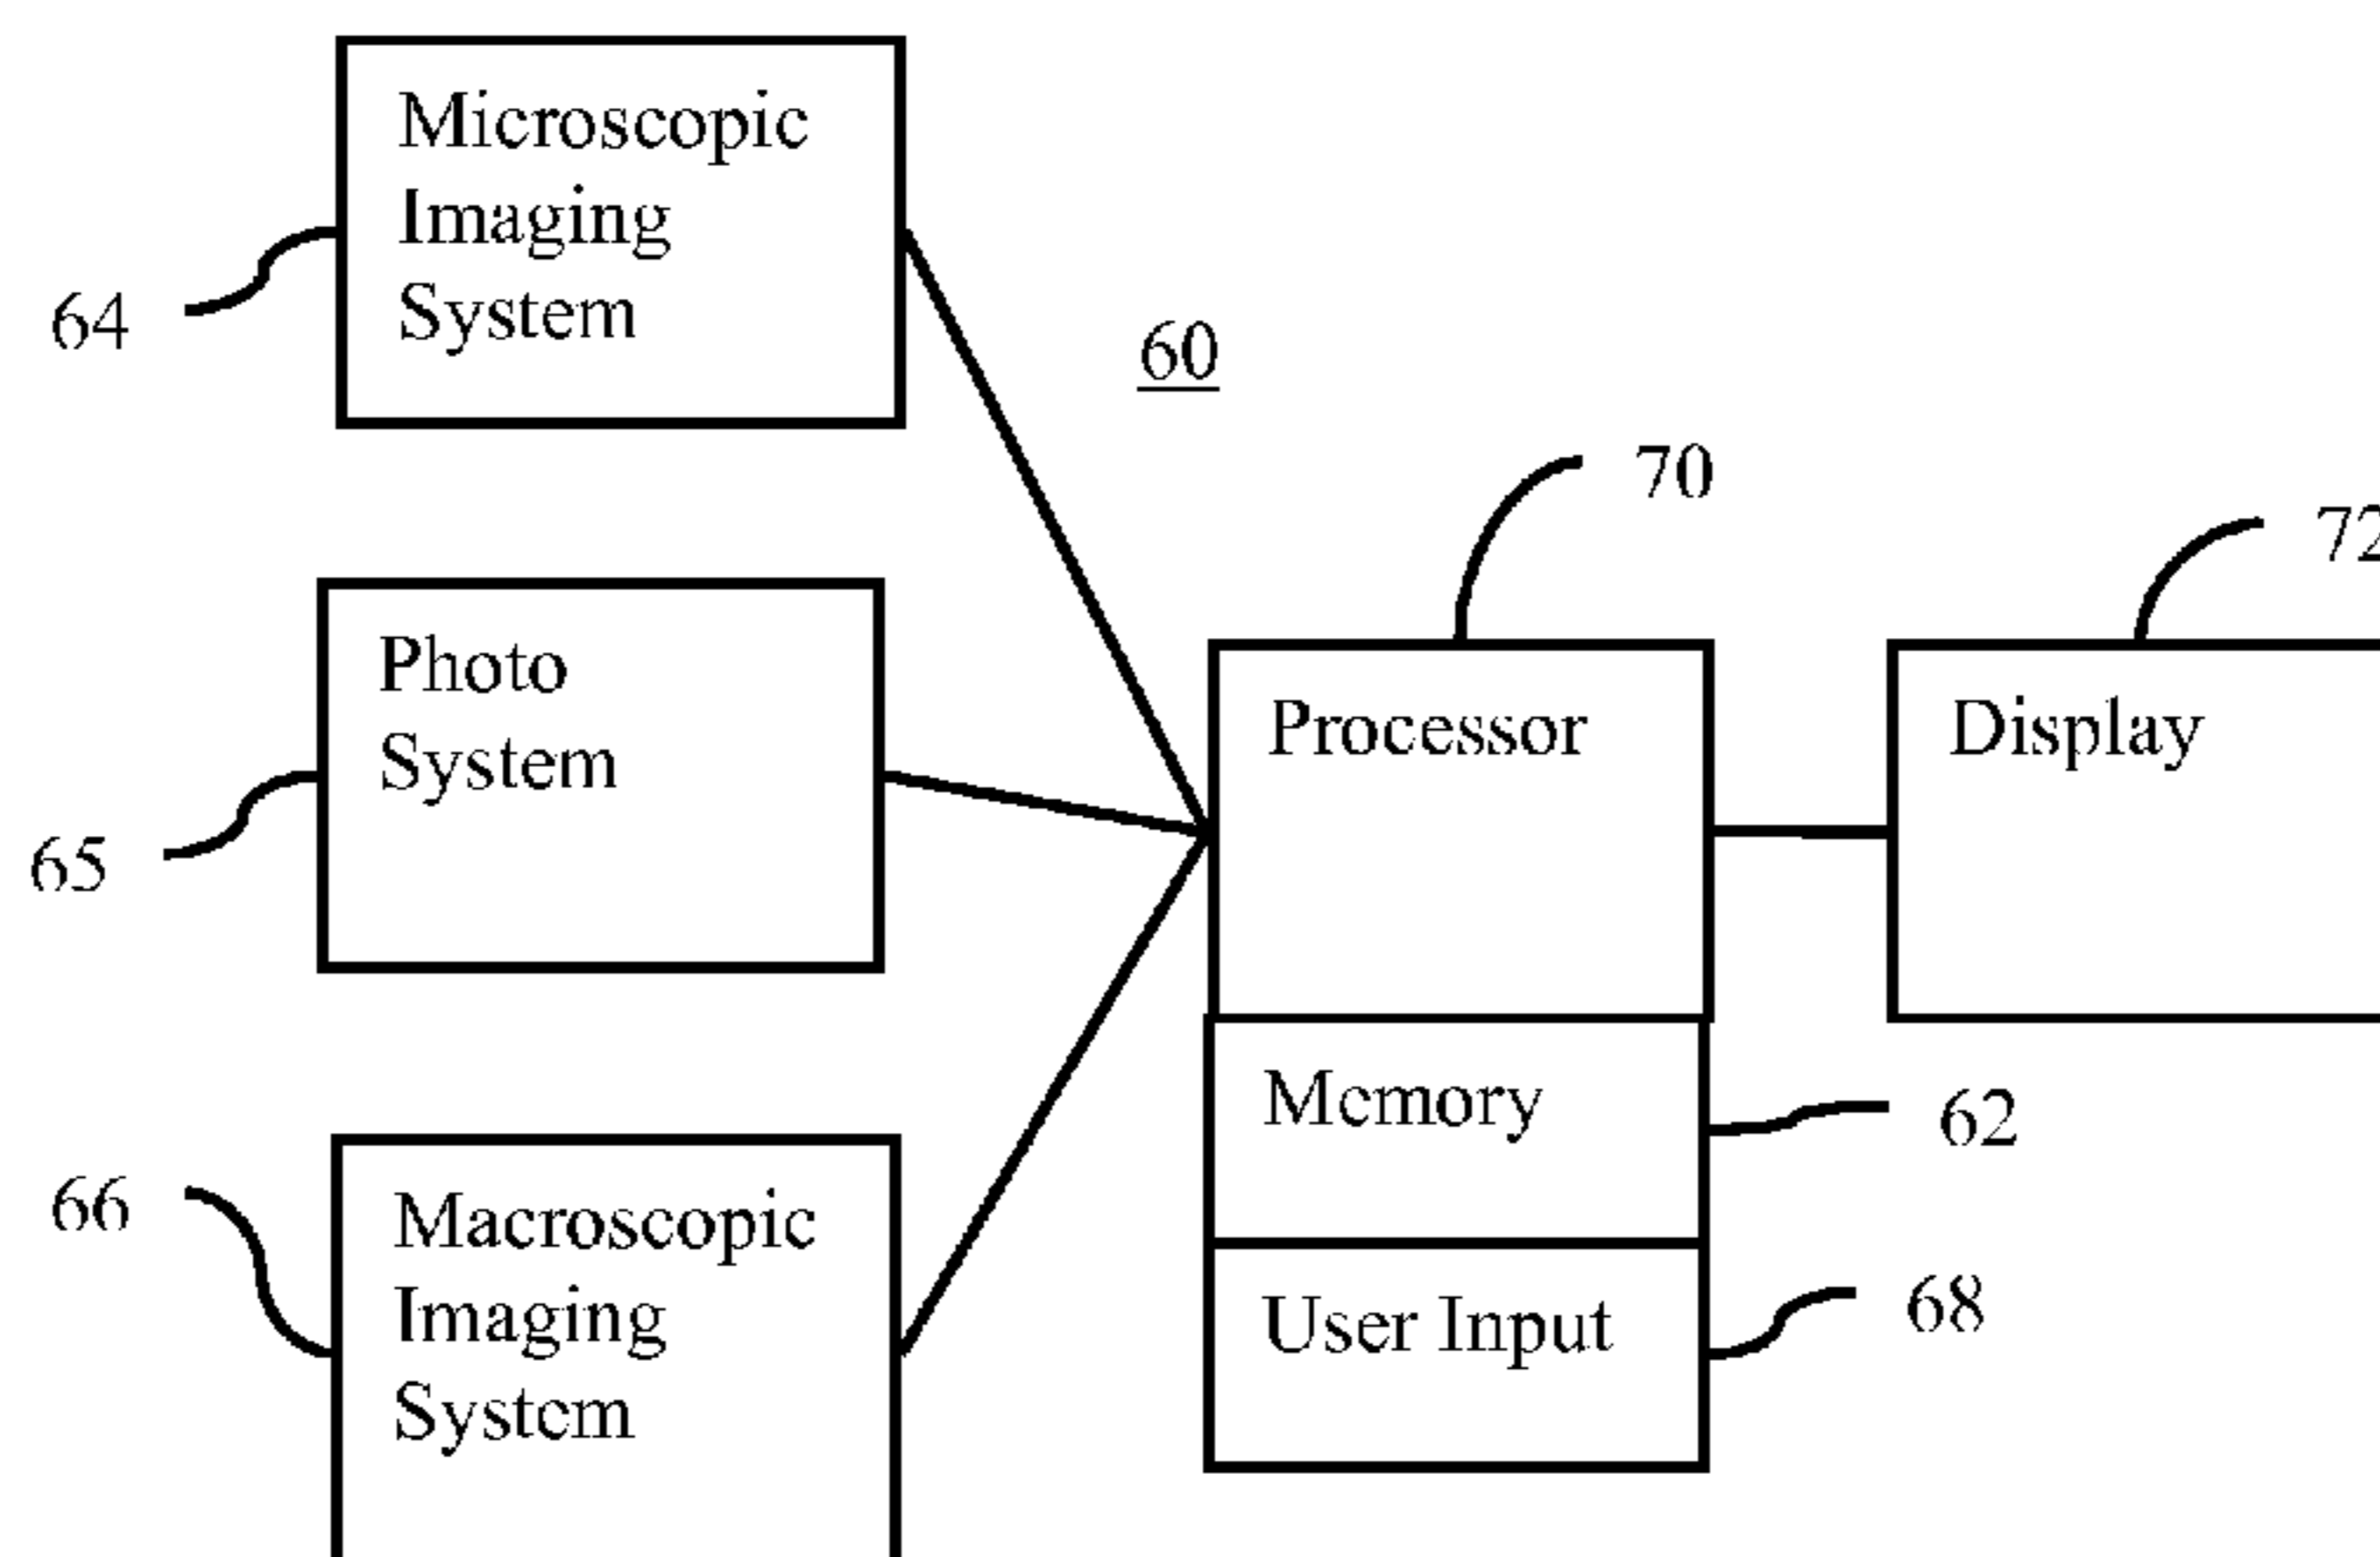 Microscopic
Imaging
System
64
60
70
72
Photo
System
65
Processor
Display
Memory
62
66
Macroscopic
Imaging
System
User Input
68